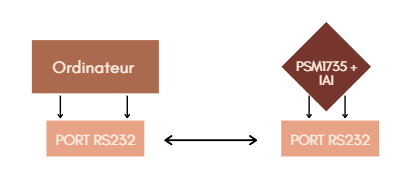 Ordinateur
PSM1735 +
IAI
PORT RS232
PORT RS232